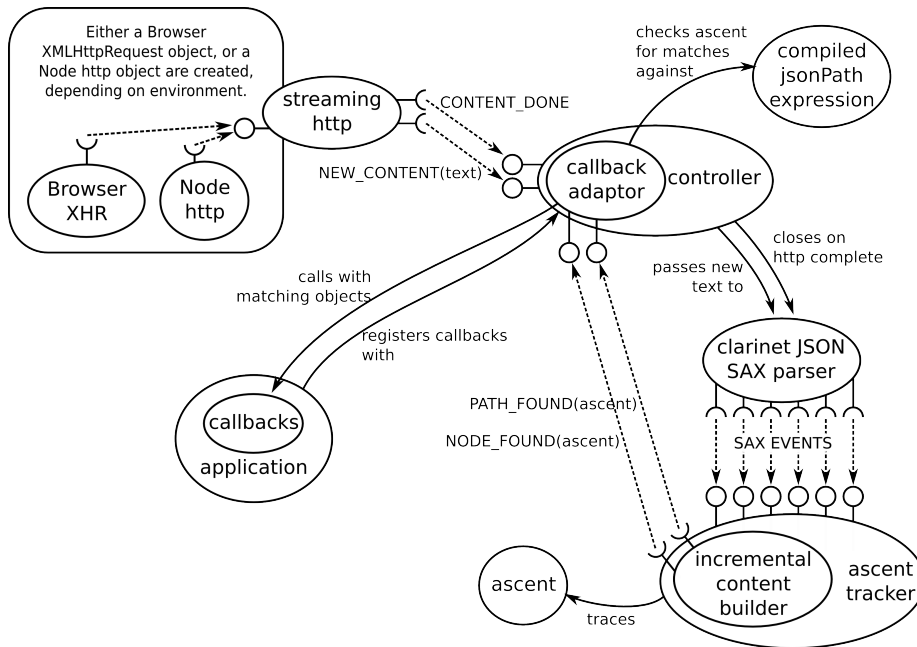 Either a Browser
XMLHttpRequest object, or a
Node http object are created,
depending on environment.
streaming
http
Browser
XHR
Node
http
CONTENT_DONE
NEW_CONTENT(text)
checks ascent
for matches
against
compiled
jsonPath
expression
callback
adaptor
controller
closes on
http complete
passes new
text to
calls with
matching objects
registers callbacks
with
clarinet JSON
SAX parser
callbacks
application
PATH_FOUND(ascent)
NODE_FOUND(ascent)
SAX EVENTS
incremental
content
builder
ascent
tracker
ascent
traces